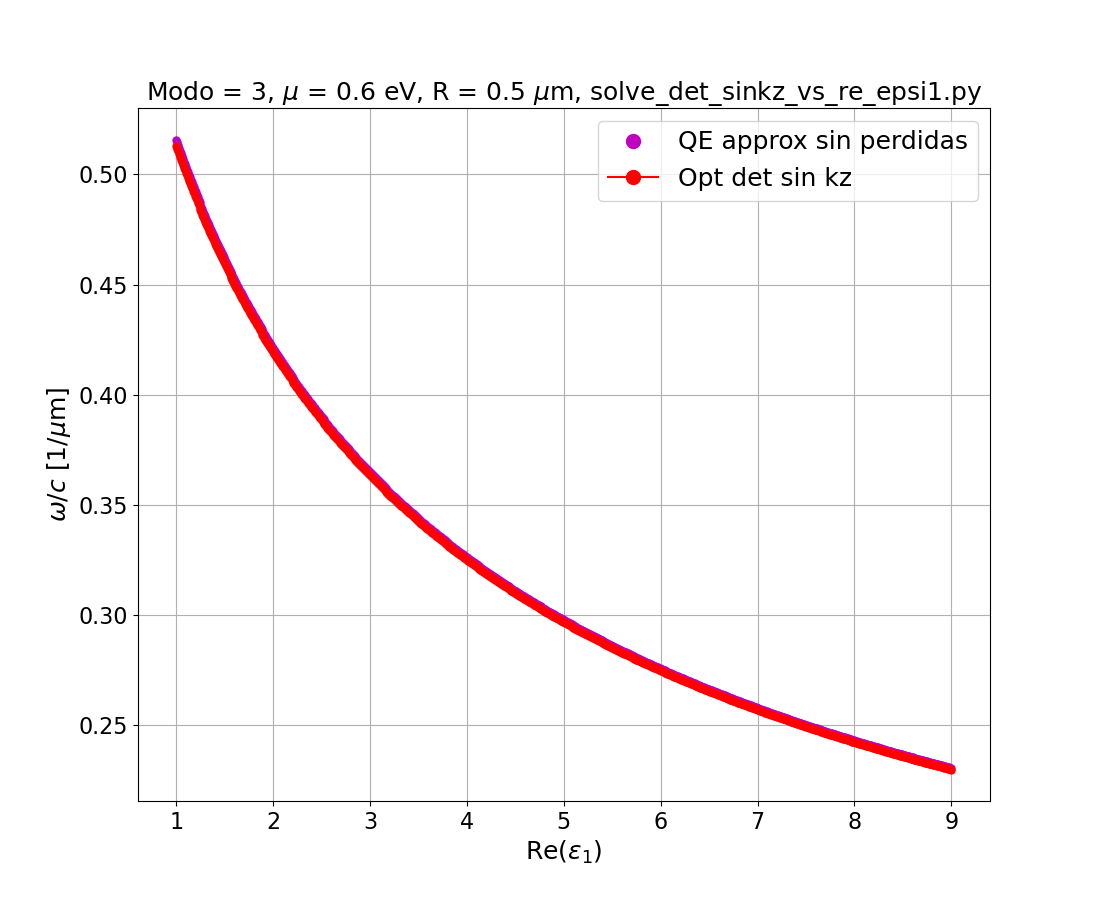 Modo = 3, μ = 0.6 eV, R = 0.5 μm, solve_det_sinkz_vs_re_epsi1.py
QE approx sin perdidas
Opt det sin kz
0.50
0.45
0.40
0.35
0.30
0.25
ω/c [1/μm]
1 2 3 4 5 6 7 8 9
Re(ε₁)